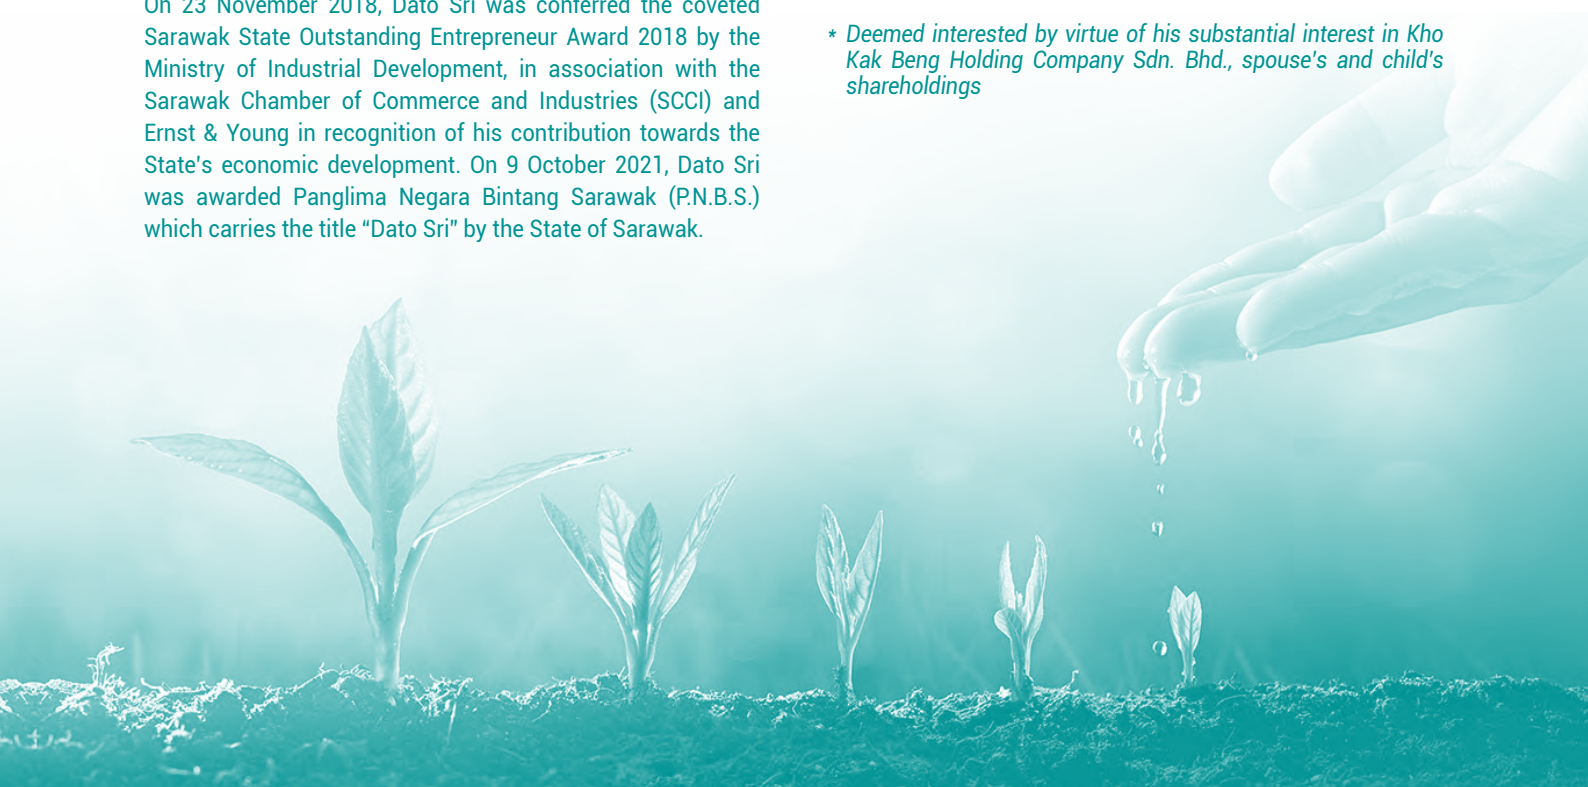 On 23 November 2018, Dato Sri was conferred the coveted
Sarawak State Outstanding Entrepreneur Award 2018 by the
Ministry of Industrial Development, in association with the
Sarawak Chamber of Commerce and Industries (SCCI) and
Ernst & Young in recognition of his contribution towards the
State's economic development. On 9 October 2021, Dato Sri
was awarded Panglima Negara Bintang Sarawak (P.N.B.S.)
which carries the title “Dato Sri” by the State of Sarawak.
* Deemed interested by virtue of his substantial interest in Kho
Kak Beng Holding Company Sdn. Bhd., spouse's and child's
shareholdings